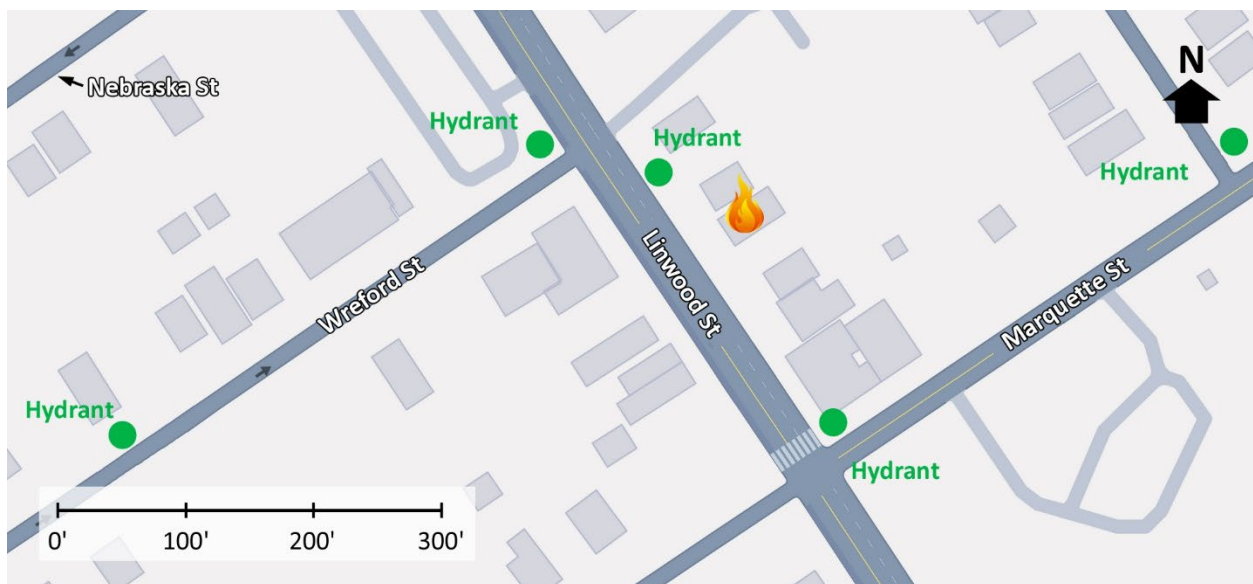 N
Nebraska St
Hydrant
Hydrant
Hydrant
Linwood St
Wreford St
Marquette St
Hydrant
Hydrant
0'
100'
200'
300'